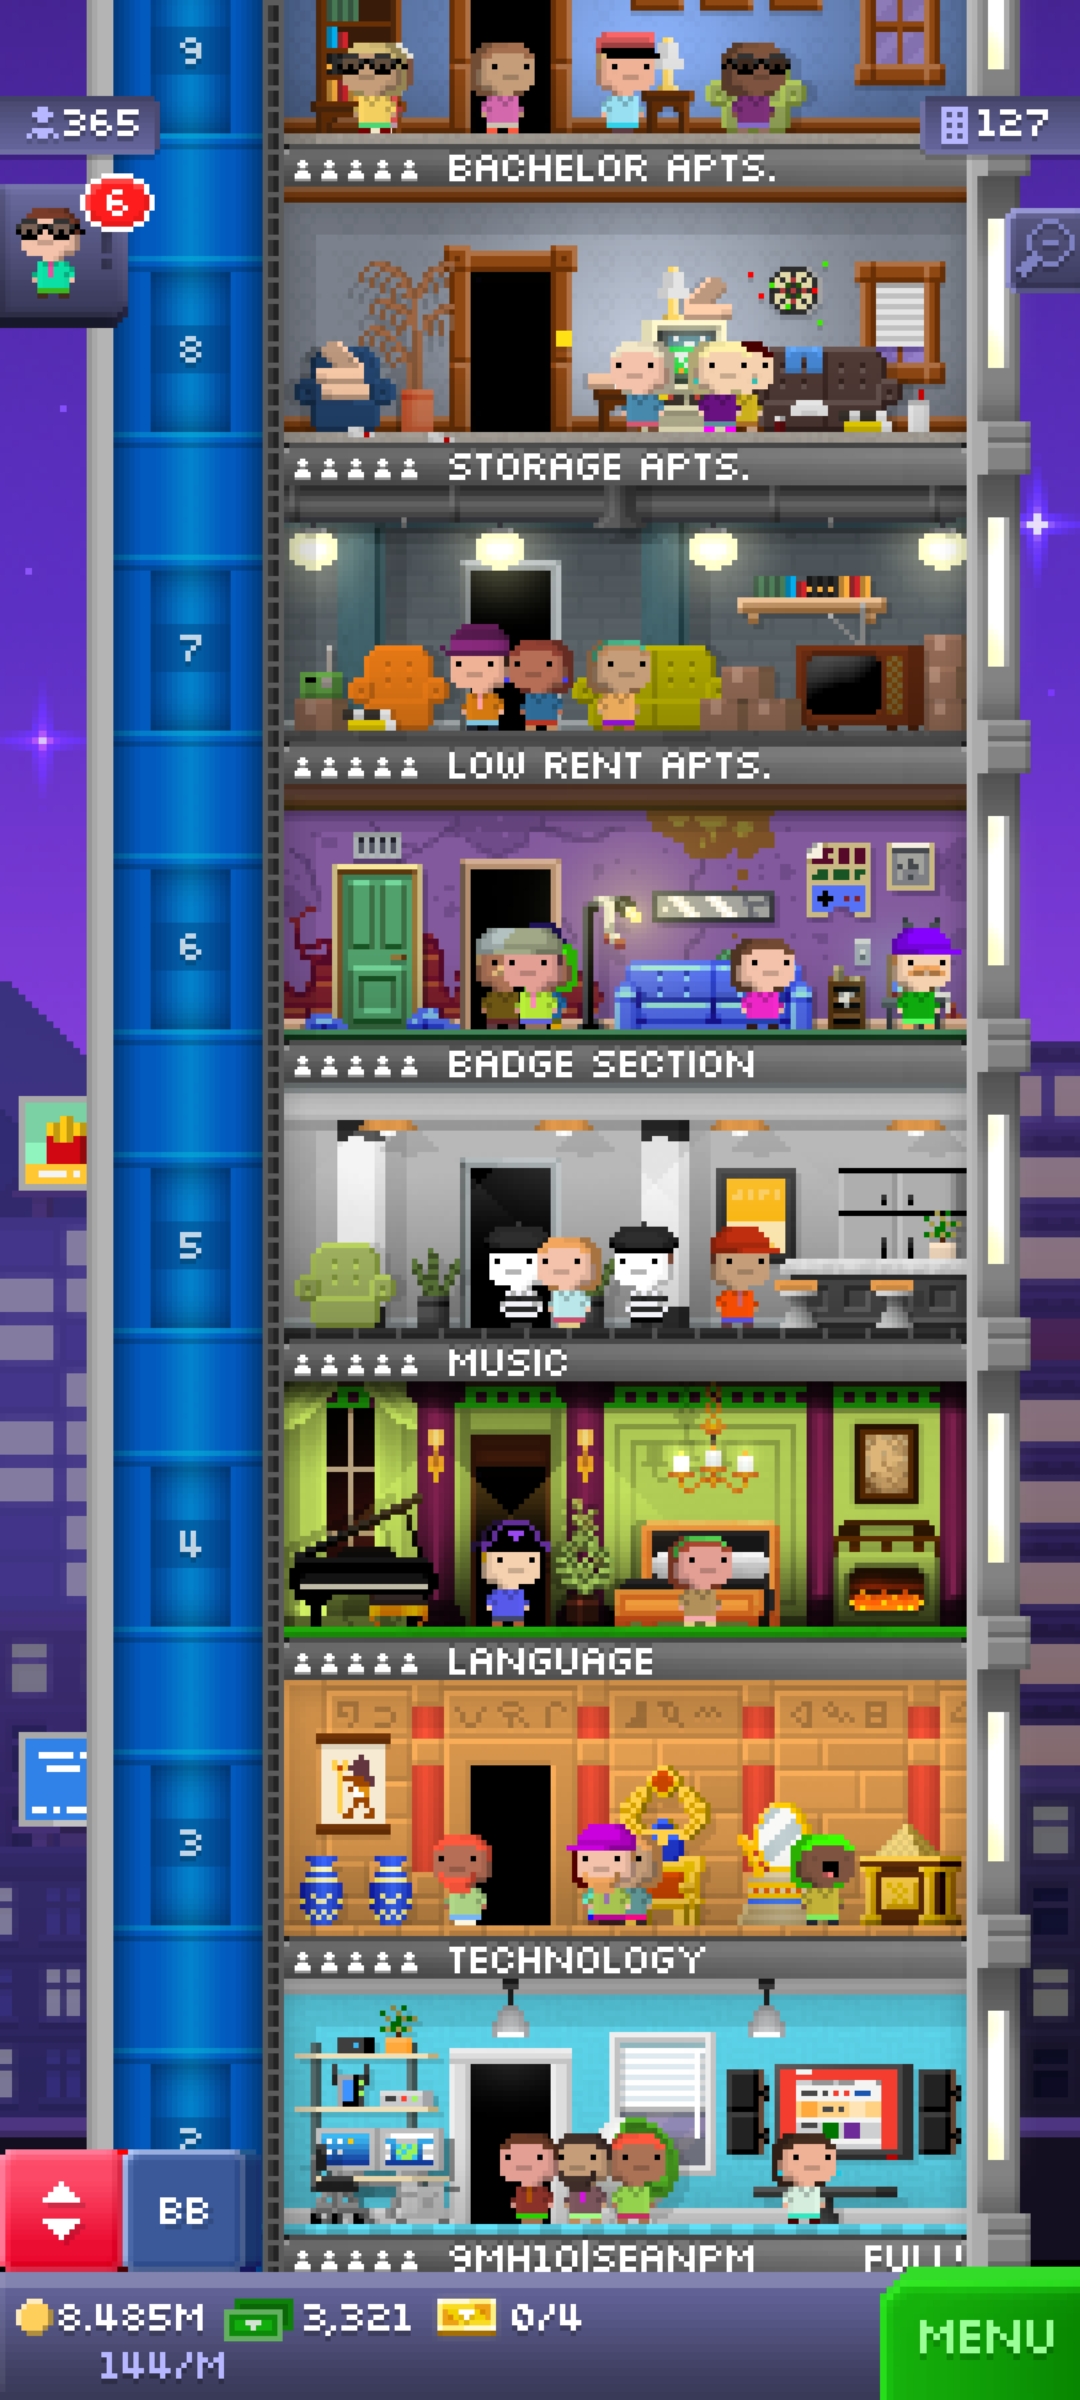 9
365
127
6
BACHELOR APTS.
8
STORAGE APTS.
7
LOW RENT APTS.
6
BADGE SECTION
5
MUSIC
4
LANGUAGE
3
TECHNOLOGY
2
BB
9MH10|SEANPM FULL!
8.485M 3,321 0/4
144/M
MENU